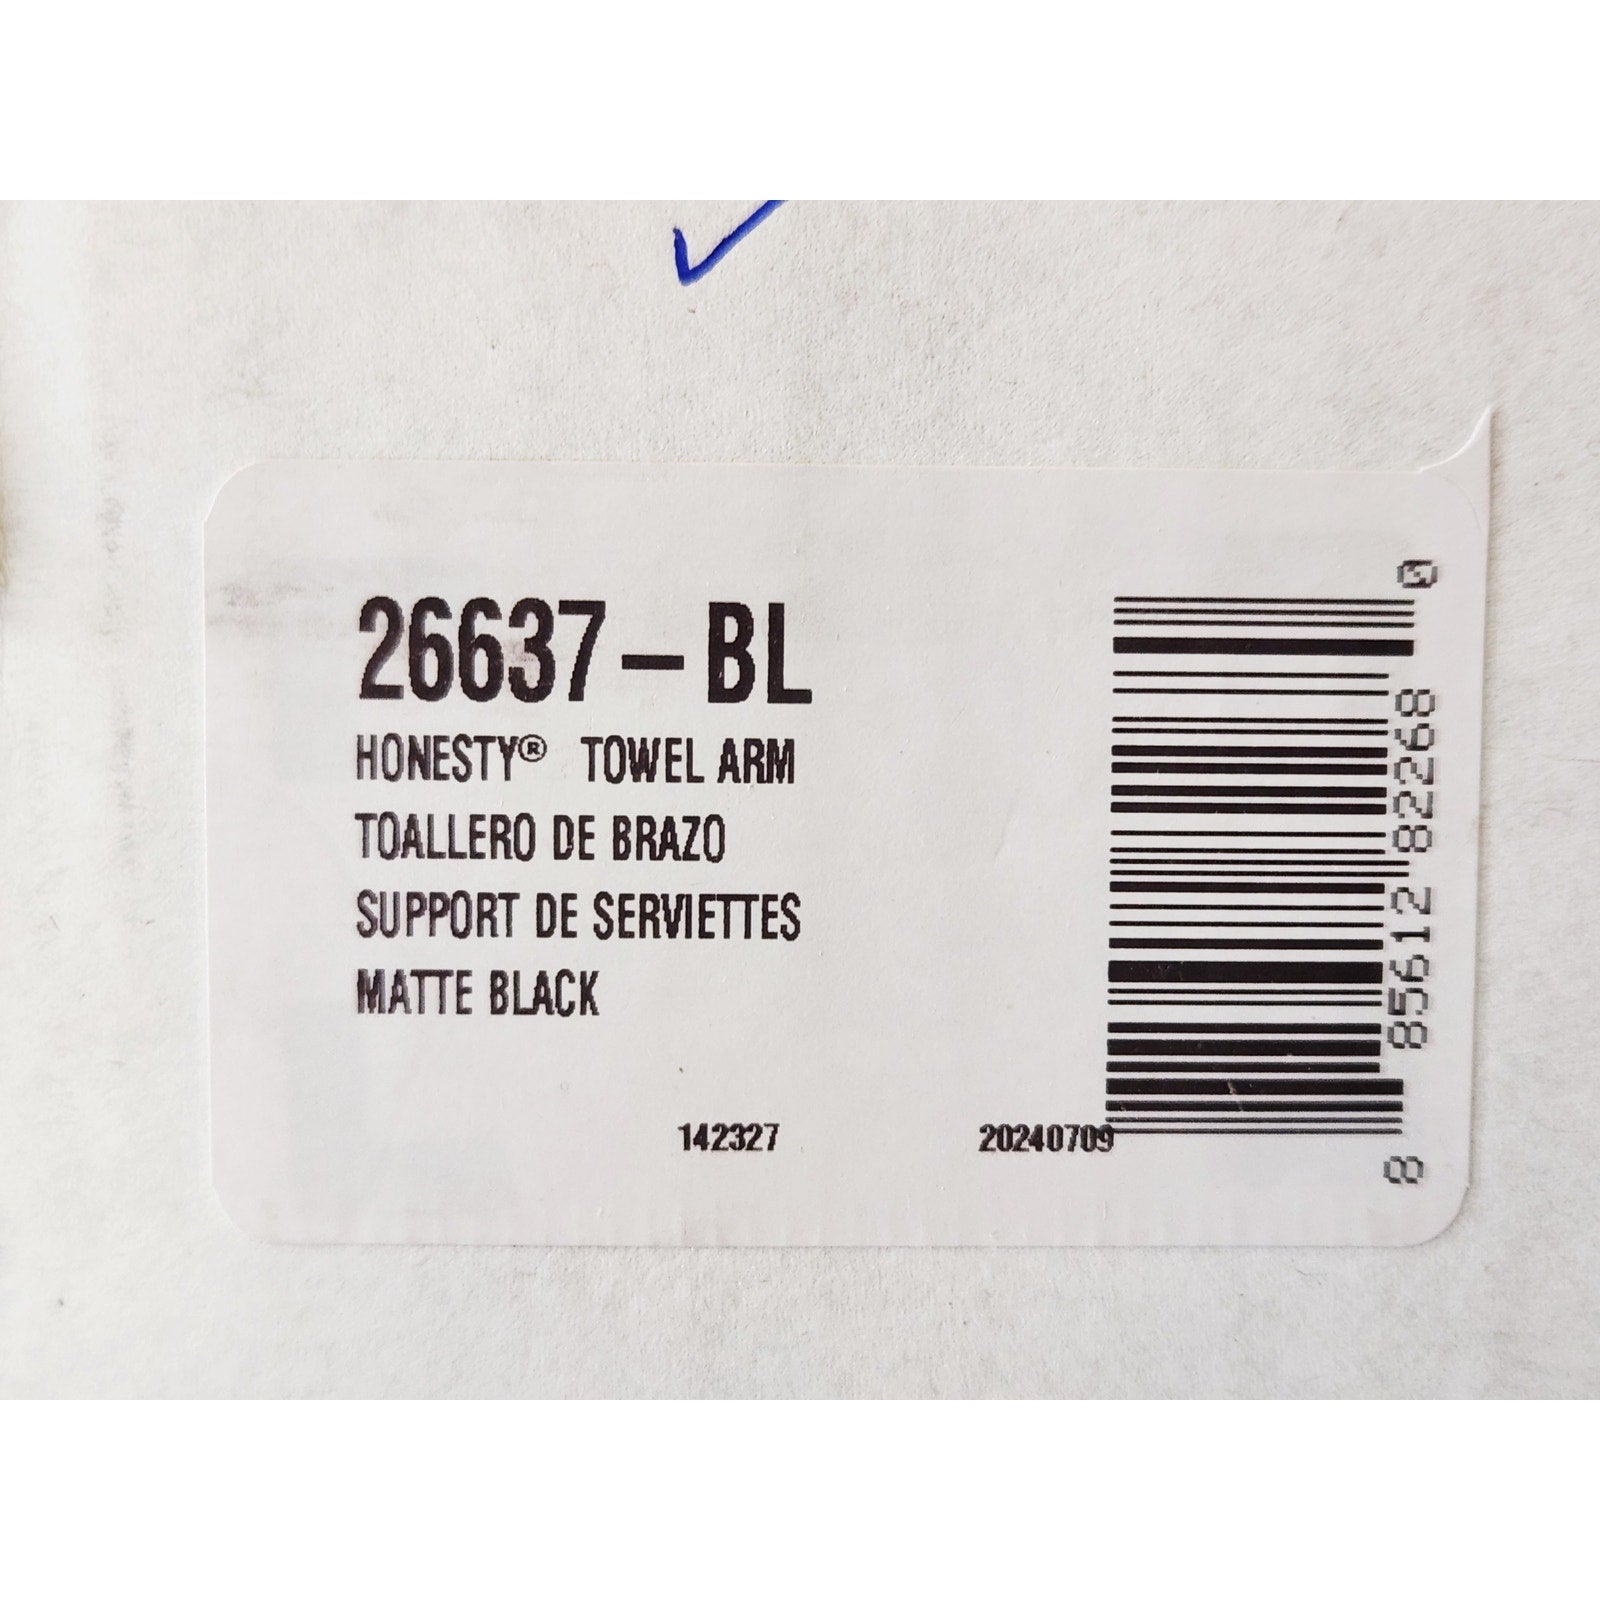 26637-BL
HONESTY® TOWEL ARM
TOALLERO DE BRAZO
SUPPORT DE SERVIETTES
MATTE BLACK
142327 20240709
8 85612 82268 0